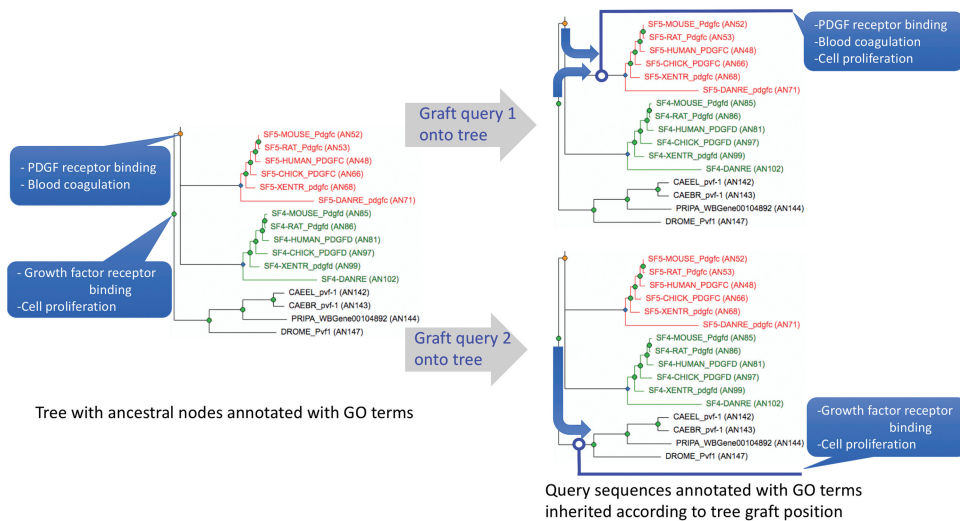 - PDGF receptor binding
- Blood coagulation
- Growth factor receptor
binding
-Cell proliferation
SF5-MOUSE_Pdgfc (AN52)
SF5-RAT_Pdgfc (AN53)
SF5-HUMAN_PDGFC (AN48)
SF5-CHICK_PDGFC (AN66)
SF5-XENTR_pdgfc (AN68)
SF5-DANRE_pdgfc (AN71)
SF4-MOUSE_Pdgfd (AN85)
SF4-RAT_Pdgfd (AN86)
SF4-HUMAN_PDGFD (AN81)
SF4-CHICK_PDGFD (AN97)
SF4-XENTR_pdgfd (AN99)
SF4-DANRE (AN102)
CAEEL_pvf-1 (AN142)
CAEBR_pvf-1 (AN143)
PRIPA_WBGene00104892 (AN144)
DROME_Pvf1 (AN147)
Tree with ancestral nodes annotated with GO terms
Graft query 1
onto tree
SF5-MOUSE_Pdgfc (AN52)
SF5-RAT_Pdgfc (AN53)
SF5-HUMAN_PDGFC (AN48)
SF5-CHICK_PDGFC (AN66)
SF5-XENTR_pdgfc (AN68)
SF5-DANRE_pdgfc (AN71)
SF4-MOUSE_Pdgfd (AN85)
SF4-RAT_Pdgfd (AN86)
SF4-HUMAN_PDGFD (AN81)
SF4-CHICK_PDGFD (AN97)
SF4-XENTR_pdgfd (AN99)
SF4-DANRE (AN102)
CAEEL_pvf-1 (AN142)
CAEBR_pvf-1 (AN143)
PRIPA_WBGene00104892 (AN144)
DROME_Pvf1 (AN147)
-PDGF receptor binding
-Blood coagulation
-Cell proliferation
Graft query 2
onto tree
SF5-MOUSE_Pdgfc (AN52)
SF5-RAT_Pdgfc (AN53)
SF5-HUMAN_PDGFC (AN48)
SF5-CHICK_PDGFC (AN66)
SF5-XENTR_pdgfc (AN68)
SF5-DANRE_pdgfc (AN71)
SF4-MOUSE_Pdgfd (AN85)
SF4-RAT_Pdgfd (AN86)
SF4-HUMAN_PDGFD (AN81)
SF4-CHICK_PDGFD (AN97)
SF4-XENTR_pdgfd (AN99)
SF4-DANRE (AN102)
CAEEL_pvf-1 (AN142)
CAEBR_pvf-1 (AN143)
PRIPA_WBGene00104892 (AN144)
DROME_Pvf1 (AN147)
-Growth factor receptor
binding
-Cell proliferation
Query sequences annotated with GO terms
inherited according to tree graft position